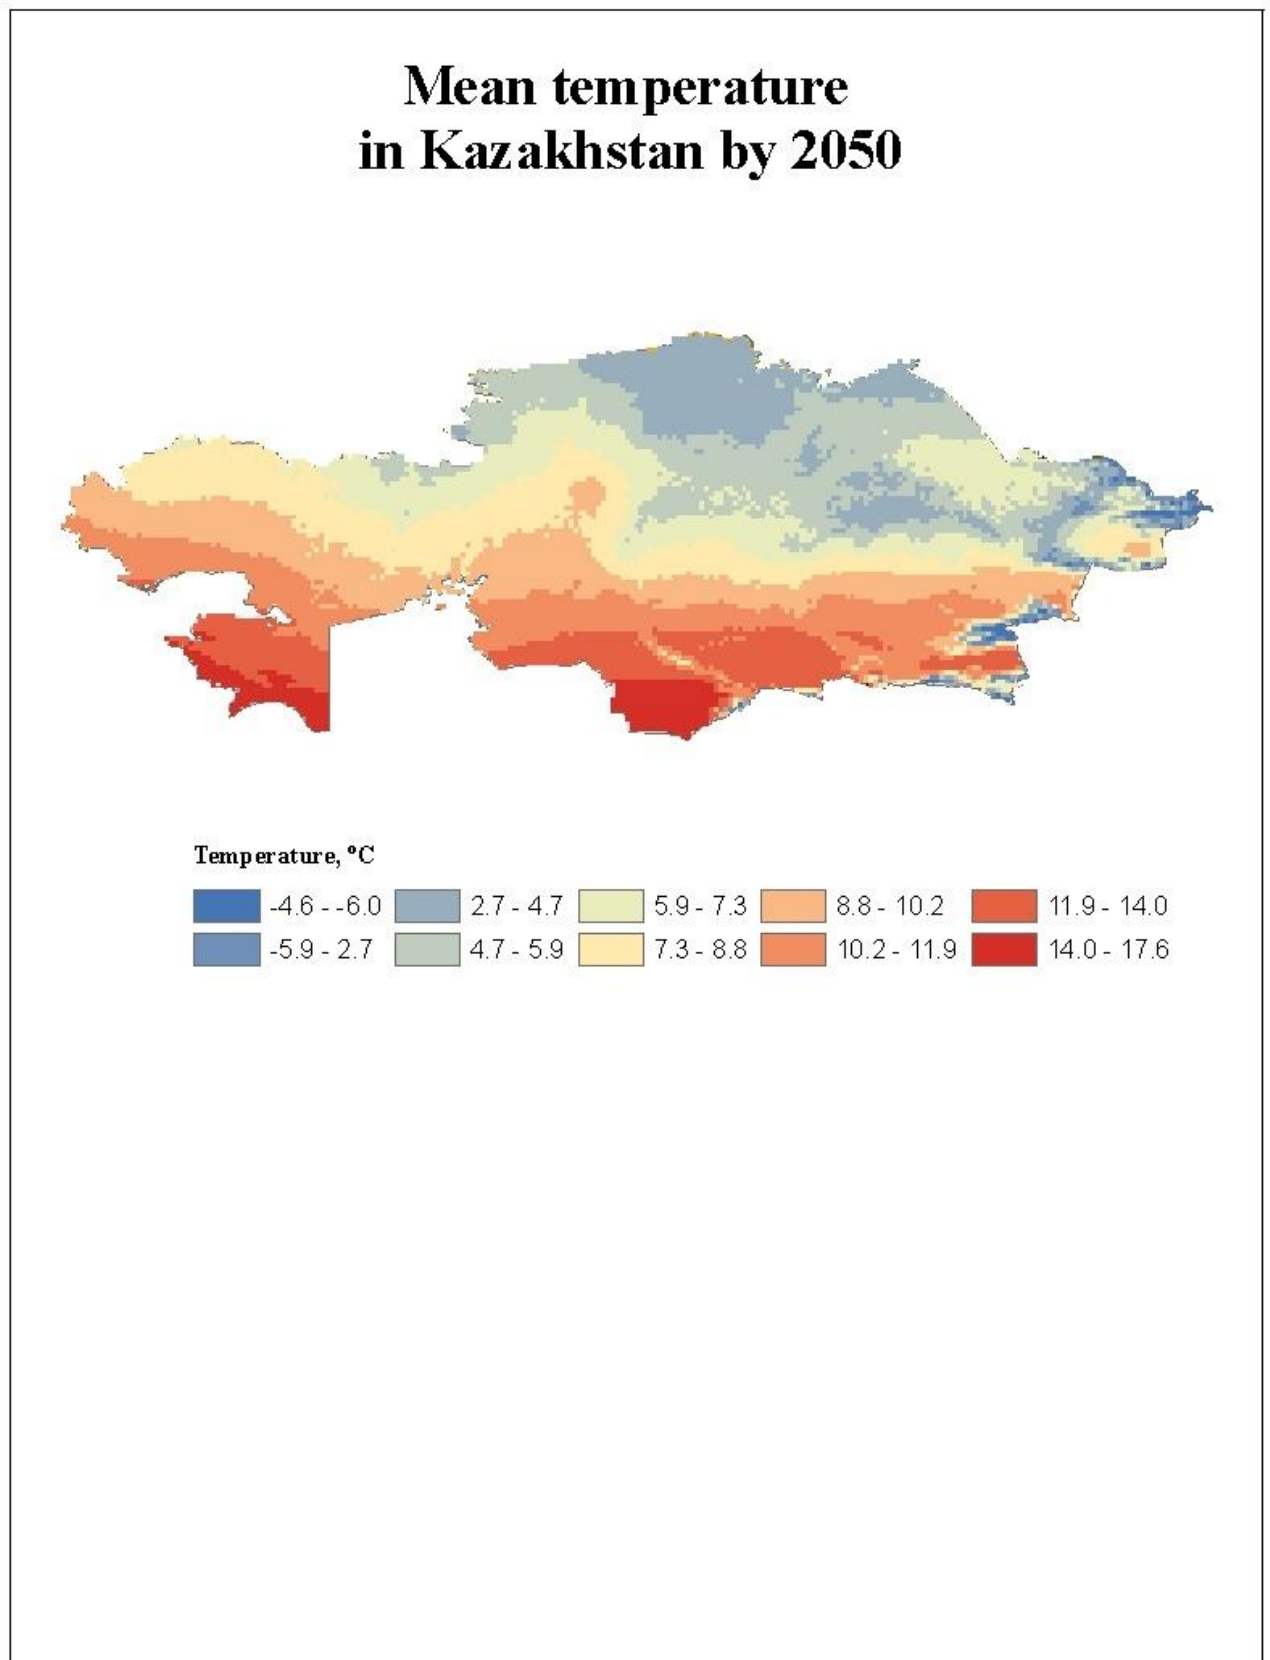 Mean temperature
in Kazakhstan by 2050
Temperature, °C
-4.6 - -6.0 2.7 - 4.7 5.9 - 7.3 8.8 - 10.2 11.9 - 14.0
-5.9 - 2.7 4.7 - 5.9 7.3 - 8.8 10.2 - 11.9 14.0 - 17.6